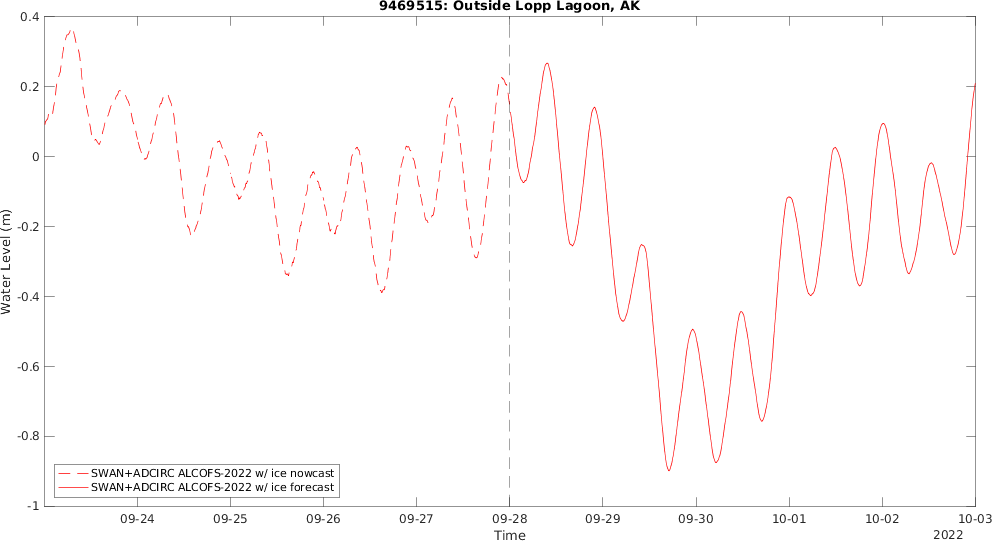 9469515: Outside Lopp Lagoon, AK
0.4
0.2
0
-0.2
-0.4
-0.6
-0.8
-1
Water Level (m)
SWAN+ADCIRC ALCOFS-2022 w/ ice nowcast
SWAN+ADCIRC ALCOFS-2022 w/ ice forecast
09-24 09-25 09-26 09-27 09-28 09-29 09-30 10-01 10-02 10-03
Time
2022